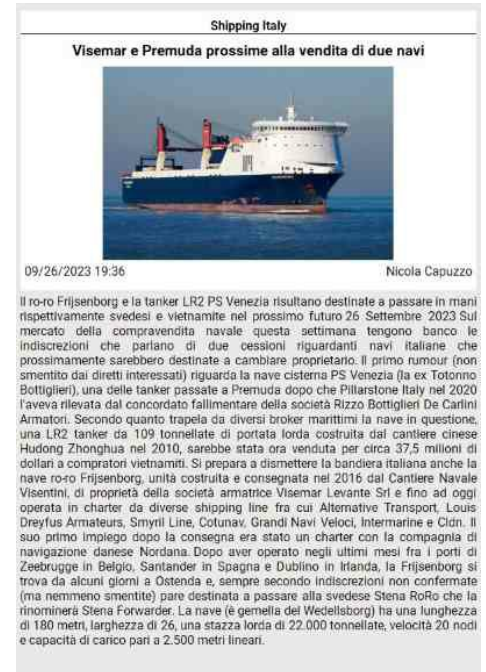 Shipping Italy
Visemar e Premuda prossime alla vendita di due navi
09/26/2023 19:36 Nicola Capuzzo
Il ro-ro Frijsenborg e la tanker LR2 PS Venezia risultano destinate a passare in mani
rispettivamente svedesi e vietnamite nel prossimo futuro 26 Settembre 2023 Sul
mercato della compravendita navale questa settimana tengono banco le
indiscrezioni che parlano di due cessioni riguardanti navi italiane che
prossimamente sarebbero destinate a cambiare proprietario. Il primo rumour (non
smentito dai diretti interessati) riguarda la nave cisterna PS Venezia (la ex Totonno
Bottiglieri), una delle tanker passate a Premuda dopo che Pillarstone Italy nel 2020
l'aveva rilevata dal concordato fallimentare della società Rizzo Bottiglieri De Carlini
Armatori. Secondo quanto trapela da diversi broker marittimi la nave in questione,
una LR2 tanker da 109 tonnellate di portata lorda costruita dal cantiere cinese
Hudong Zhonghua nel 2010, sarebbe stata ora venduta per circa 37,5 milioni di
dollari a compratori vietnamiti. Si prepara a dismettere la bandiera italiana anche la
nave ro-ro Frijsenborg, unità costruita e consegnata nel 2016 dal Cantiere Navale
Visentini, di proprietà della società armatrice Visemar Levante Srl e fino ad oggi
operata in charter da diverse shipping line fra cui Alternative Transport, Louis
Dreyfus Armateurs, Smyril Line, Cotunav, Grandi Navi Veloci, Intermarine e Cldn. Il
suo primo impiego dopo la consegna era stato un charter con la compagnia di
navigazione danese Nordana. Dopo aver operato negli ultimi mesi fra i porti di
Zeebrugge in Belgio, Santander in Spagna e Dublino in Irlanda, la Frijsenborg si
trova da alcuni giorni a Ostenda e, sempre secondo indiscrezioni non confermate
(ma nemmeno smentite) pare destinata a passare alla svedese Stena RoRo che la
rinominerà Stena Forwarder. La nave (è gemella del Wedellsborg) ha una lunghezza
di 180 metri, larghezza di 26, una stazza lorda di 22.000 tonnellate, velocità 20 nodi
e capacità di carico pari a 2.500 metri lineari.